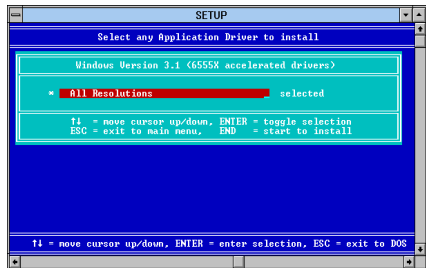 SETUP
Select any Application Driver to install
Windows Version 3.1 (6555X accelerated drivers)
* All Resolutions _ selected
↑↓ = move cursor up/down, ENTER = toggle selection
ESC = exit to main menu, END = start to install
↑↓ = move cursor up/down, ENTER = enter selection, ESC = exit to DOS